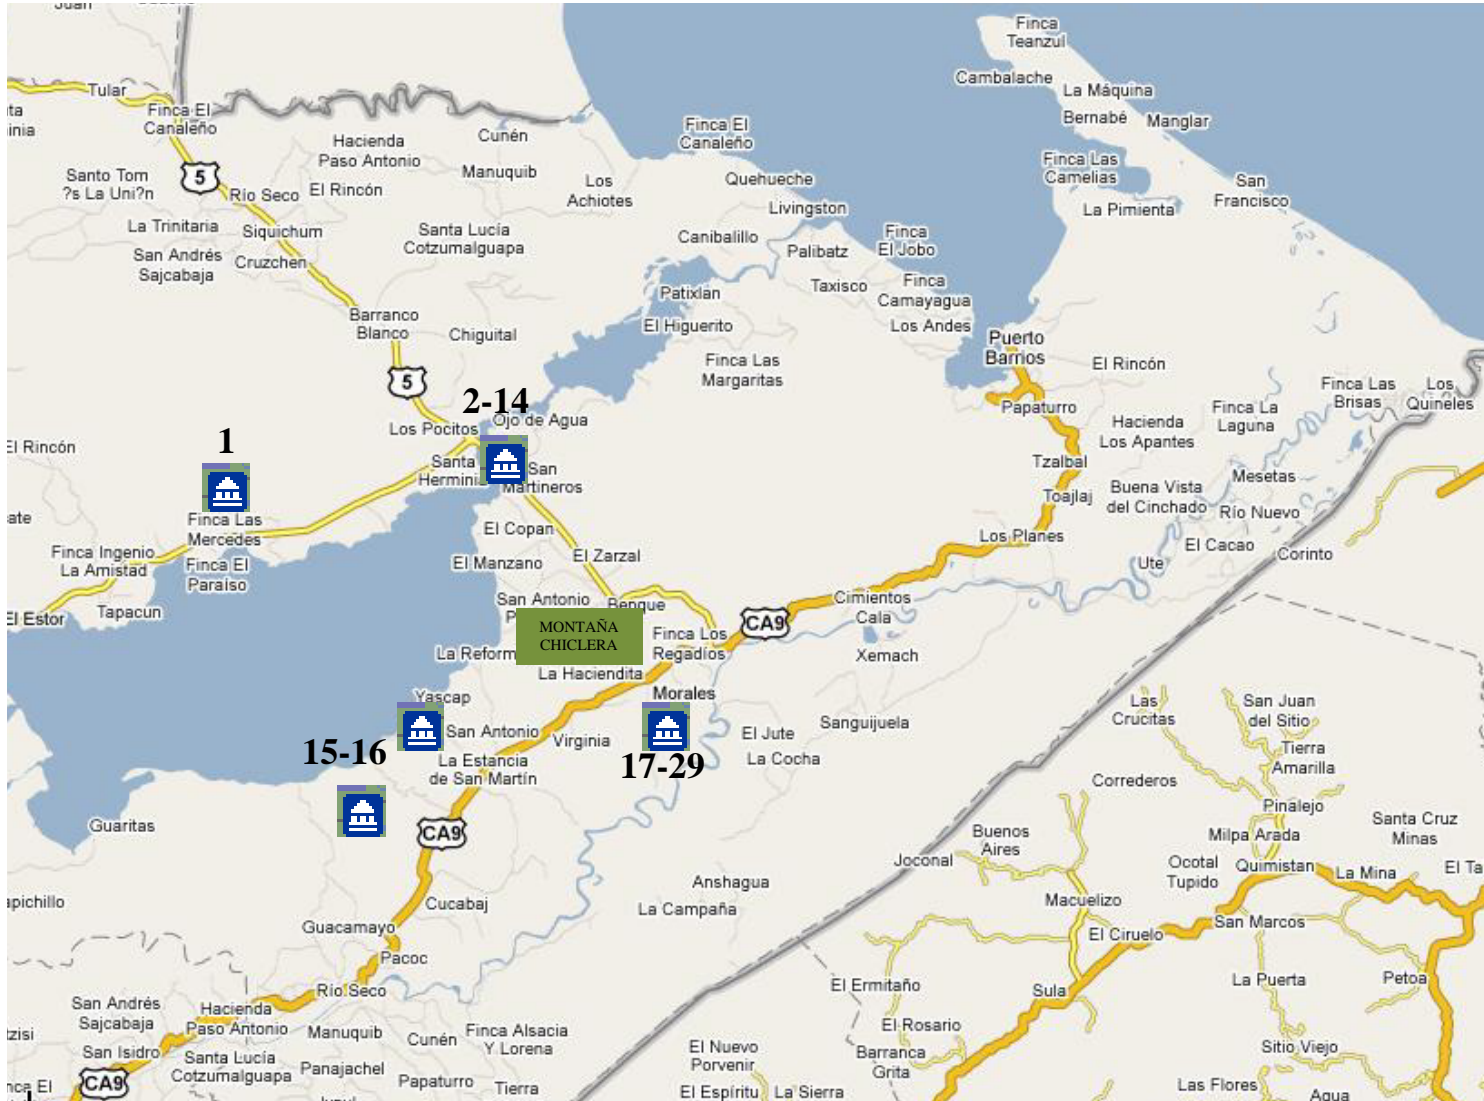 Juan
Tular
Finca El
Canaleño
Santo Tom
?s La Uni?n
5
Río Seco
El Rincón
Hacienda
Paso Antonio
Cunén
Manuquib
Los
Achiotes
La Trinitaria
Siquichum
San Andrés
Sajcabaja
Cruzchen
Santa Lucía
Cotzumalguapa
Barranco
Blanco
Chiguital
5
Finca El
Canaleño
Quehueche
Livingston
Canibalillo
Palibatz
Finca
El Jobo
Taxisco
Finca
Camayagua
Los Andes
Patixlan
El Higuerito
Finca Las
Margaritas
Finca
Teanzul
Cambalache
La Máquina
Bernabé
Manglar
Finca Las
Camelias
La Pimienta
San
Francisco
Puerto
Barrios
El Rincón
Papaturro
Hacienda
Los Apantes
Finca La
Laguna
Finca Las
Brisas
Los
Quineles
Tzalbal
Toajlaj
Buena Vista
del Cinchado
Mesetas
Río Nuevo
Los Planes
El Cacao
Corinto
Ute
2-14
Ojo de Agua
Los Pocitos
1
El Rincón
Santa
Herminia
San
Martineros
ate
Finca Las
Mercedes
Finca Ingenio
La Amistad
Finca El
Paraíso
El Estor
Tapacun
El Copan
El Zarzal
El Manzano
San Antonio
Benque
MONTAÑA
CHICLERA
Finca Los
Regadíos
CA9
Cimientos
Cala
Xemach
La Reform
La Haciendita
Morales
Yascap
San Antonio
Virginia
El Jute
La Cocha
Sanguijuela
15-16
17-29
La Estancia
de San Martín
Guaritas
CA9
Las
Crucitas
San Juan
del Sitio
Tierra
Amarilla
Correderos
Pinalejo
Santa Cruz
Minas
Buenos
Aires
Milpa Arada
Joconal
Ocotal
Tupido
Quimistan
La Mina
El Ta
apichillo
Anshagua
La Campaña
Cucabaj
Guacamayo
Pacoc
Macuelizo
El Ciruelo
San Marcos
La Puerta
Petoa
El Ermitaño
Sula
Río Seco
San Andrés
Sajcabaja
Hacienda
Paso Antonio
tzisi
San Isidro
Santa Lucía
Cotzumalguapa
Manuquib
Cunén
Finca Alsacia
Y Lorena
Panajachel
Papaturro
Tierra
nca El
CA9
El Nuevo
Porvenir
El Espíritu
La Sierra
El Rosario
Barranca
Grita
Sitio Viejo
Las Flores
Agua